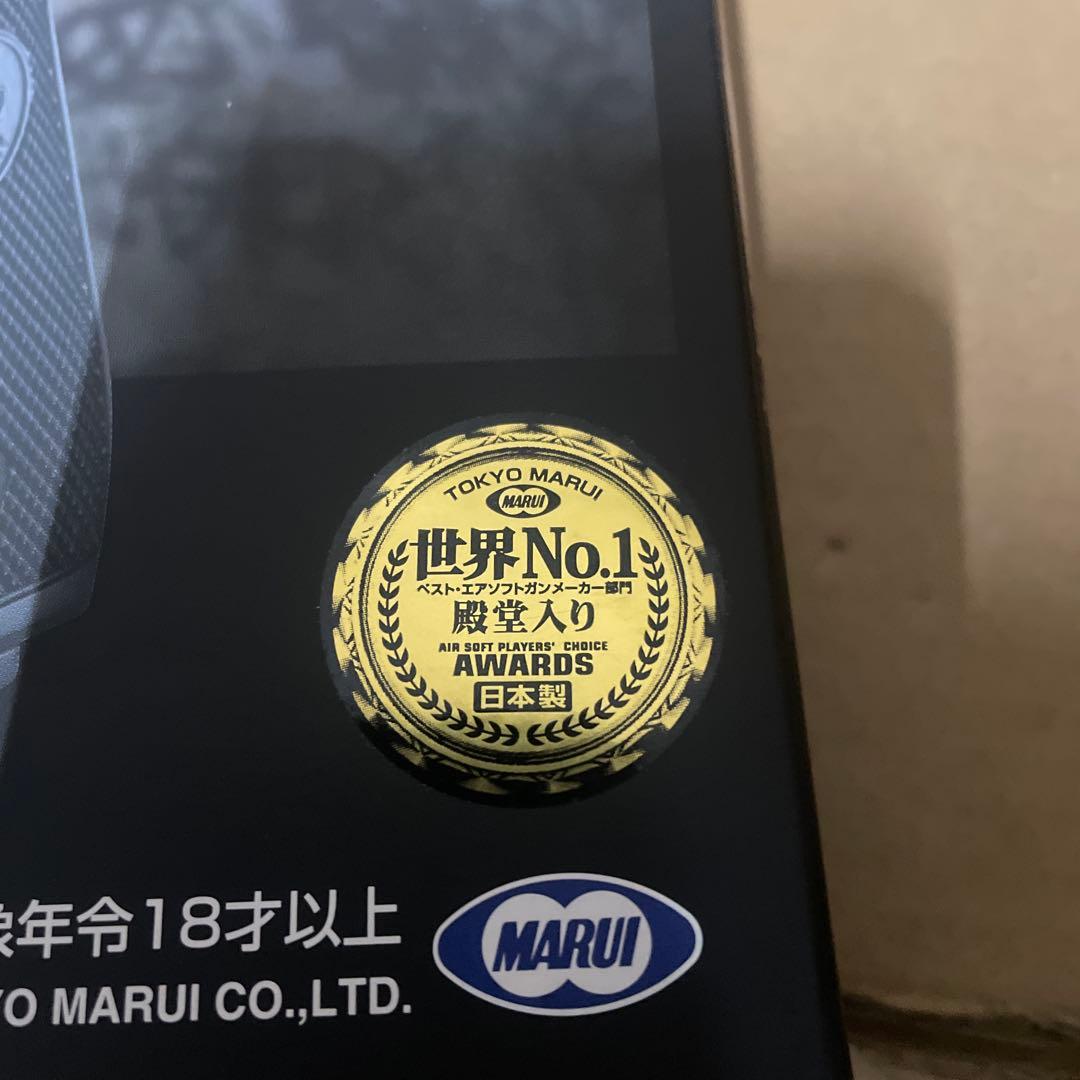 TOKYO MARUI
MARUI
世界No.1
ベスト・エアソフトガンメーカー部門
殿堂入り
AIR SOFT PLAYERS' CHOICE
AWARDS
日本製
象年令18才以上
YO MARUI CO.,LTD.
MARUI